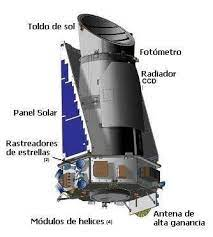 Toldo de sol
Fotómetro
Radiador
CCD
Panel Solar
Rastreadores
de estrellas (2)
Módulos de helices (4)
Antena de
alta ganancia